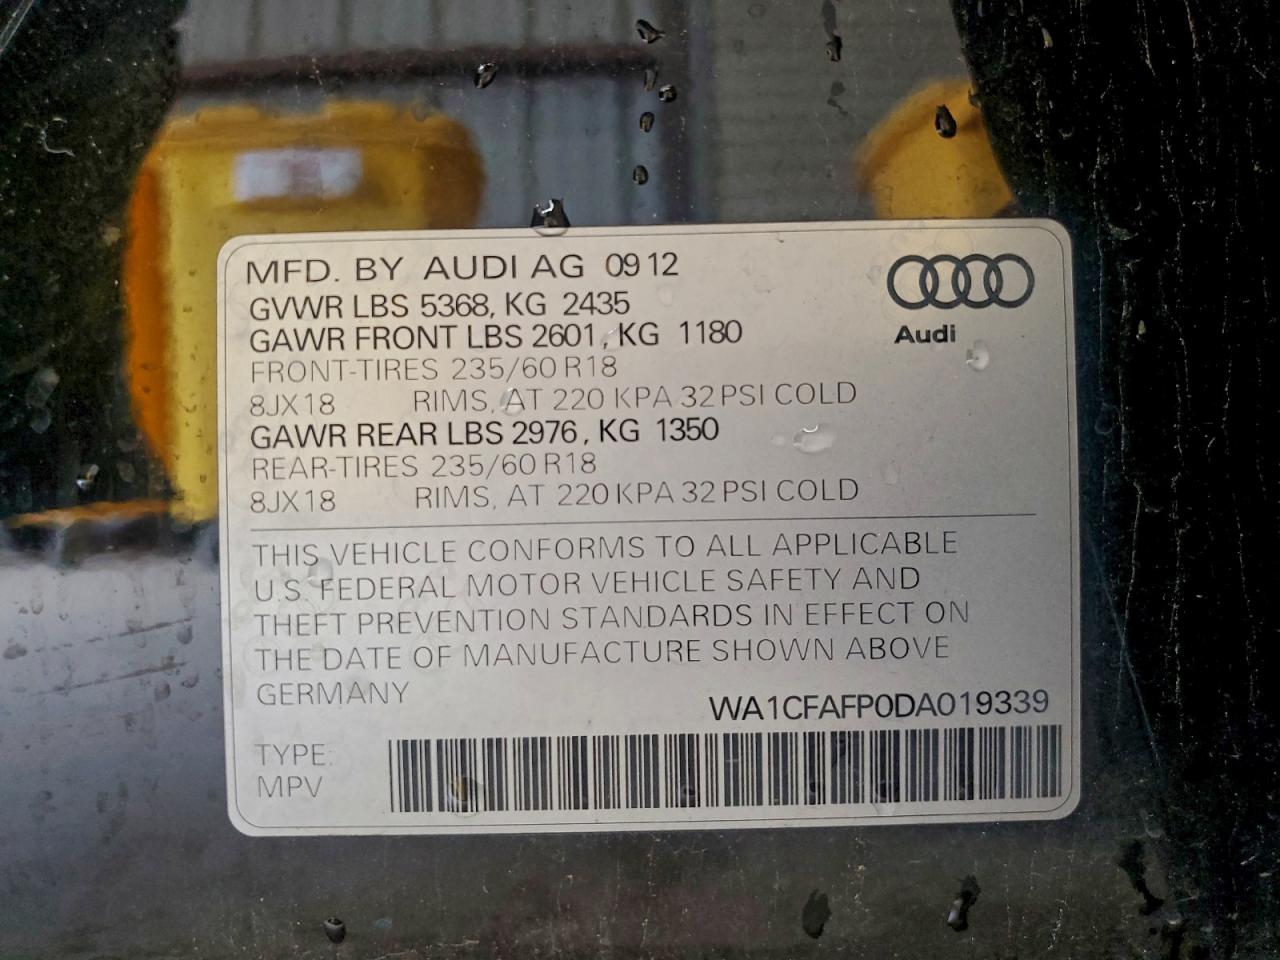 MFD. BY AUDI AG 09 12
GVWR LBS 5368, KG 2435
GAWR FRONT LBS 2601, KG 1180
Audi
FRONT-TIRES 235/60 R18
8JX18 RIMS, AT 220 KPA 32 PSI COLD
GAWR REAR LBS 2976, KG 1350
REAR-TIRES 235/60 R18
8JX18 RIMS, AT 220 KPA 32 PSI COLD
THIS VEHICLE CONFORMS TO ALL APPLICABLE
U.S. FEDERAL MOTOR VEHICLE SAFETY AND
THEFT PREVENTION STANDARDS IN EFFECT ON
THE DATE OF MANUFACTURE SHOWN ABOVE
GERMANY
WA1CFAFP0DA019339
TYPE:
MPV